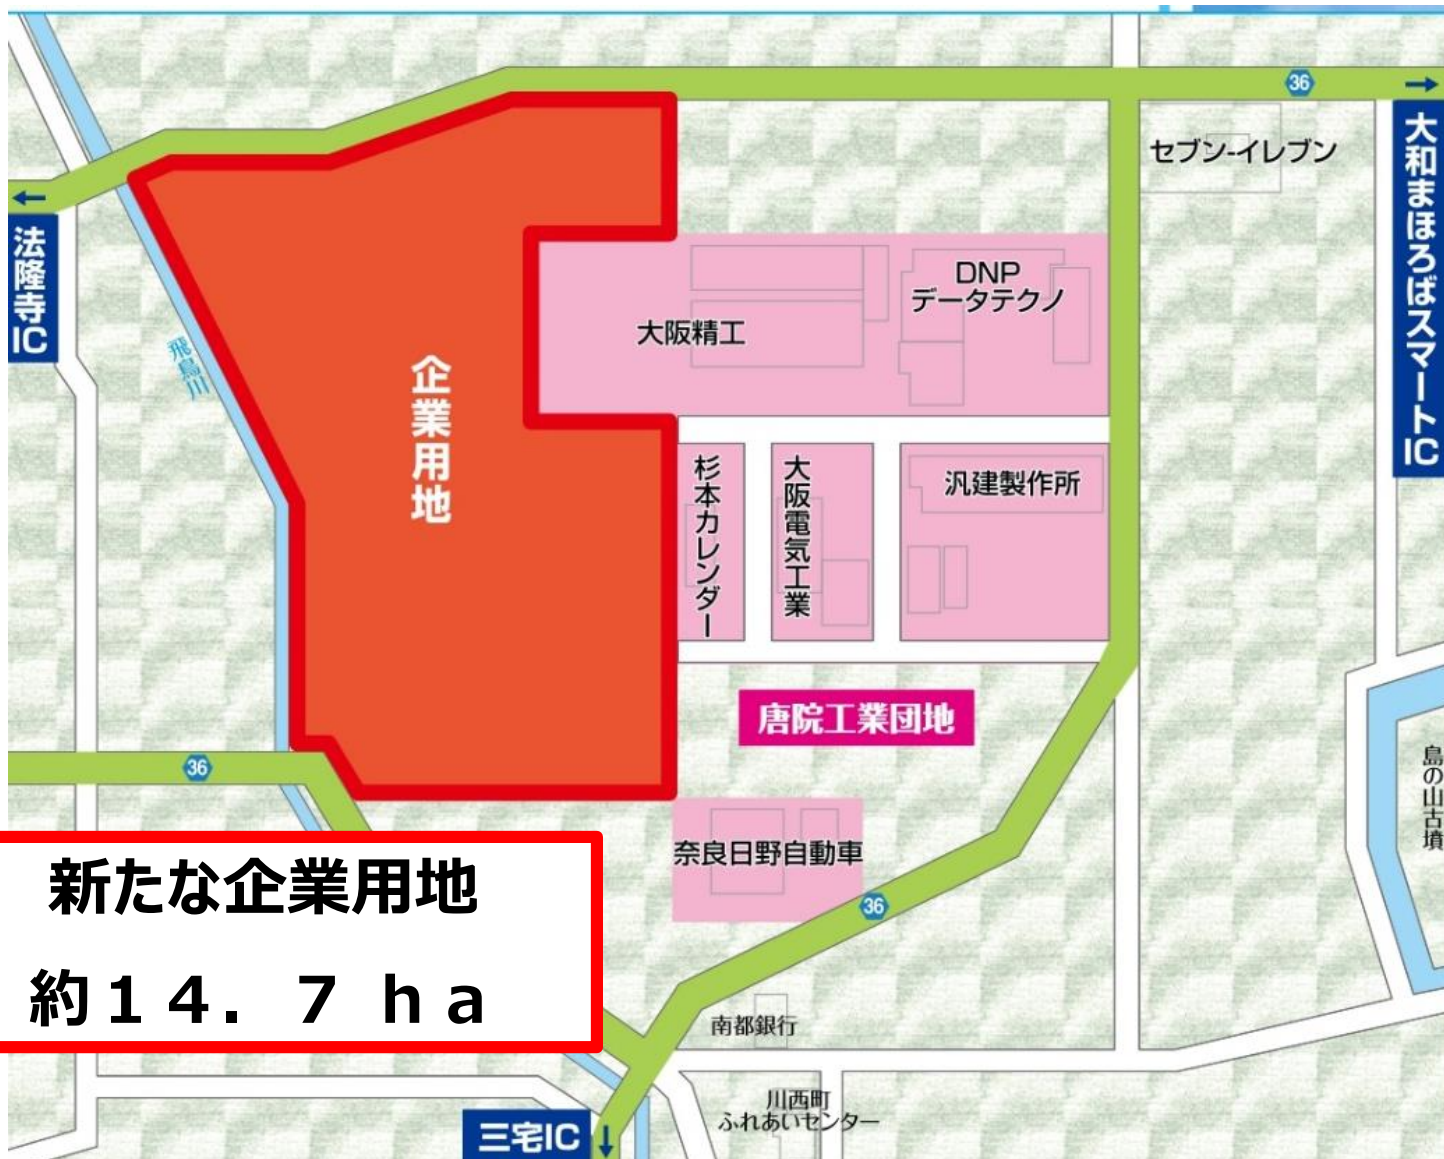 36
→
大和まほろばスマートIC
セブン-イレブン
←
法隆寺IC
飛鳥川
企業用地
大阪精工
DNP
データテクノ
杉本カレンダー
大阪電気工業
汎建製作所
唐院工業団地
36
島の山古墳
奈良日野自動車
36
新たな企業用地
約14.7ha
南都銀行
川西町
ふれあいセンター
三宅IC
↓